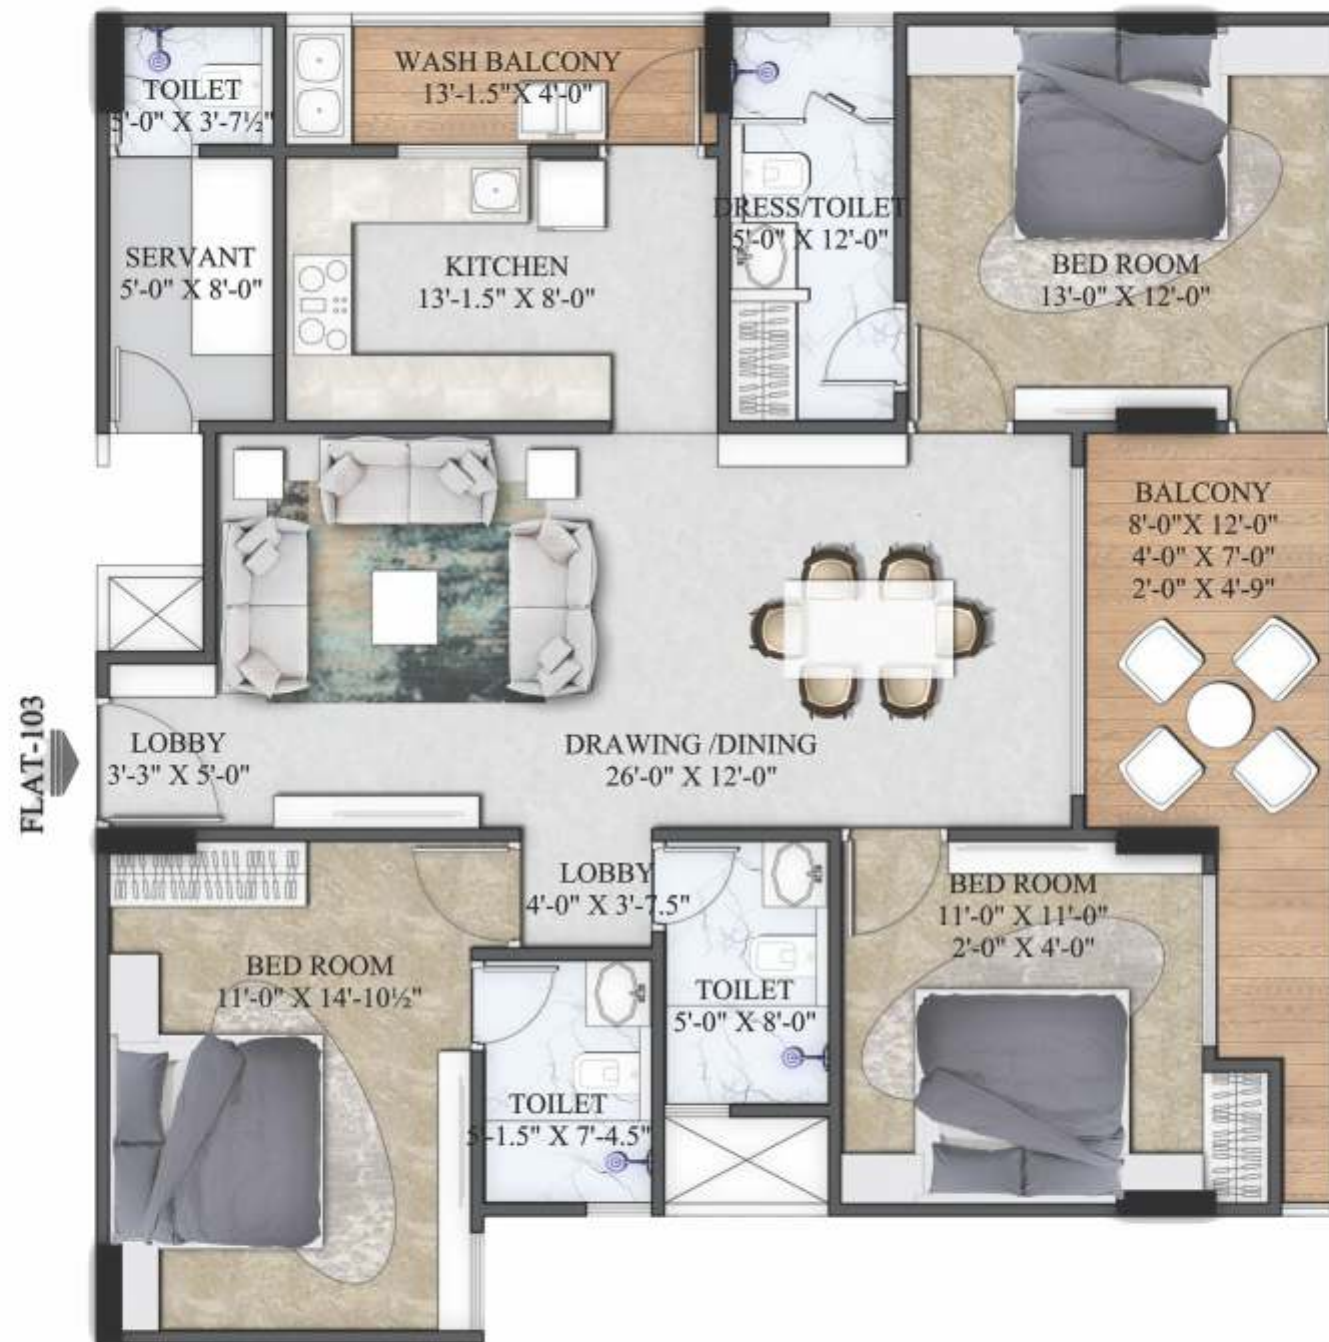 TOILET
5'-0" X 3'-7½"
WASH BALCONY
13'-1.5"X 4'-0"
DRESS/TOILET
5'-0" X 12'-0"
BED ROOM
13'-0" X 12'-0"
SERVANT
5'-0" X 8'-0"
KITCHEN
13'-1.5" X 8'-0"
BALCONY
8'-0"X 12'-0"
4'-0" X 7'-0"
2'-0" X 4'-9"
FLAT-103
LOBBY
3'-3" X 5'-0"
DRAWING /DINING
26'-0" X 12'-0"
LOBBY
4'-0" X 3'-7.5"
BED ROOM
11'-0" X 11'-0"
2'-0" X 4'-0"
BED ROOM
11'-0" X 14'-10½"
TOILET
5'-0" X 8'-0"
TOILET
5'-1.5" X 7'-4.5"